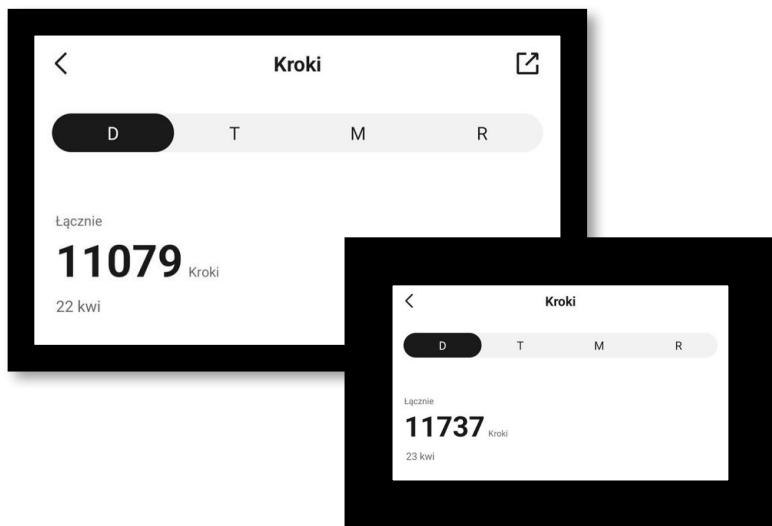 Kroki
D T M R
Łącznie
11079 Kroki
22 kwi
Kroki
D T M R
Łącznie
11737 Kroki
23 kwi